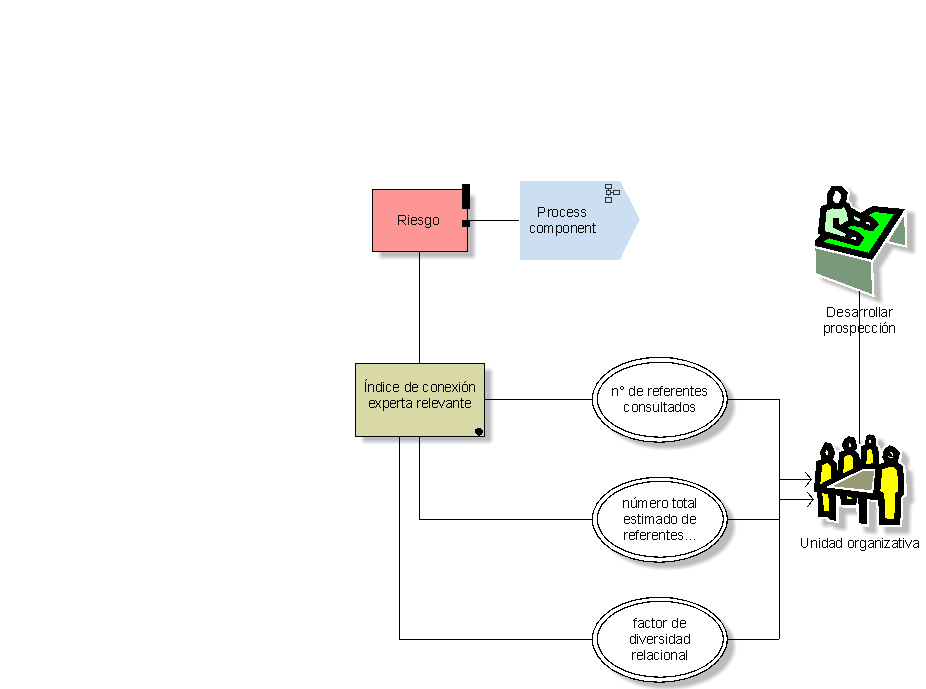 Riesgo
Process
component
Desarrollar
prospección
Índice de conexión
experta relevante
n° de referentes
consultados
número total
estimado de
referentes...
Unidad organizativa
factor de
diversidad
relacional